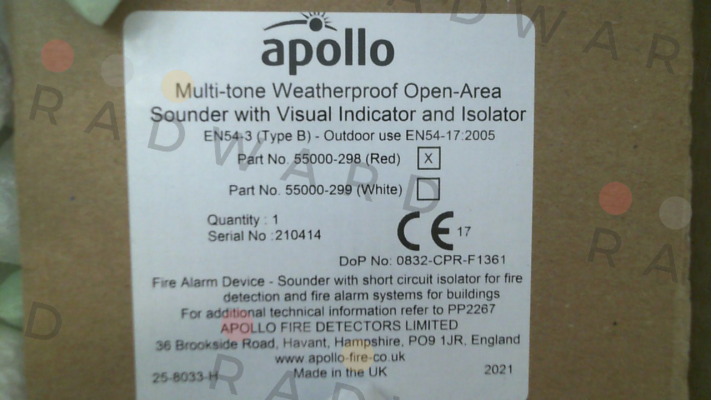 apollo
Multi-tone Weatherproof Open-Area
Sounder with Visual Indicator and Isolator
EN54-3 (Type B) - Outdoor use EN54-17:2005
Part No. 55000-298 (Red) X
Part No. 55000-299 (White)
Quantity : 1
Serial No :210414
CE 17
DoP No: 0832-CPR-F1361
Fire Alarm Device - Sounder with short circuit isolator for fire
detection and fire alarm systems for buildings
For additional technical information refer to PP2267
APOLLO FIRE DETECTORS LIMITED
36 Brookside Road, Havant, Hampshire, PO9 1JR, England
www.apollo-fire-co.uk
25-8033-H Made in the UK 2021
RADWARD
RADWAR
RAD
RADW
D